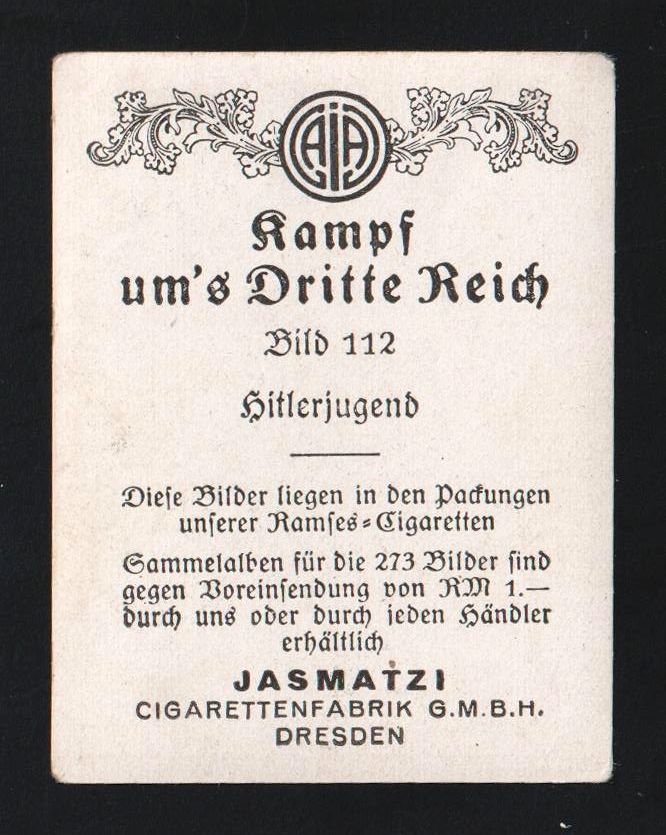 AJA
Kampf
um's Dritte Reich
Bild 112
Hitlerjugend
Diese Bilder liegen in den Packungen
unserer Ramses=Cigaretten
Sammelalben für die 273 Bilder sind
gegen Voreinsendung von RM 1.—
durch uns oder durch jeden Händler
erhältlich
JASMATZI
CIGARETTENFABRIK G.M.B.H.
DRESDEN